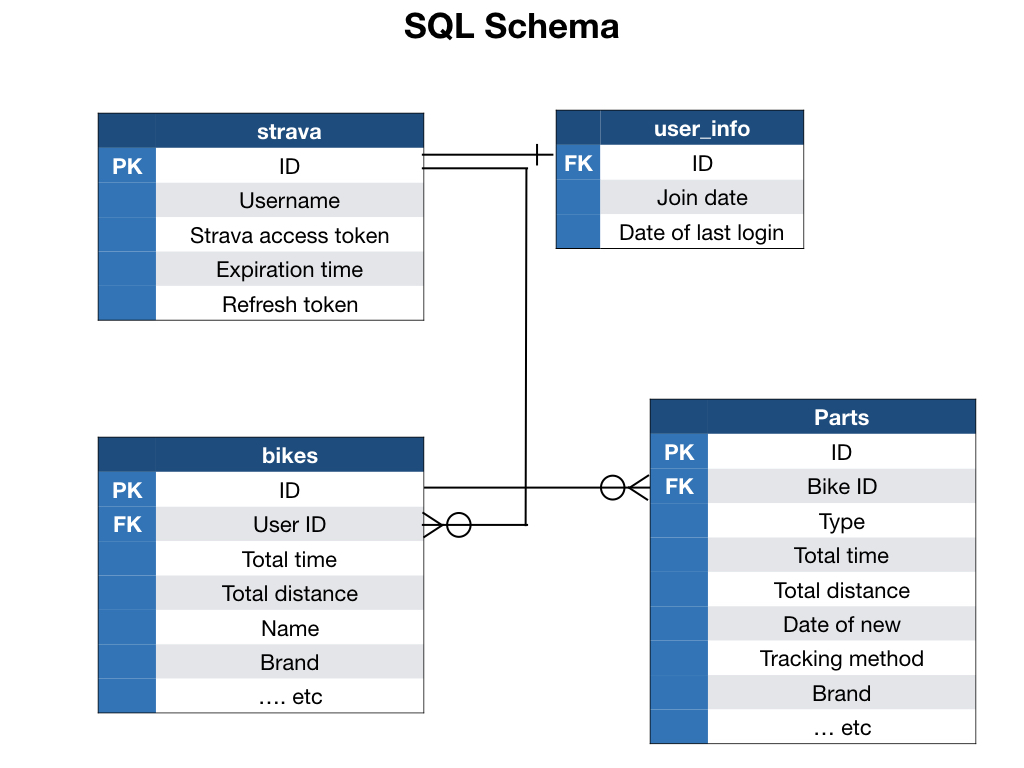 SQL Schema
strava
PK ID
Username
Strava access token
Expiration time
Refresh token
user_info
FK ID
Join date
Date of last login
bikes
PK ID
FK User ID
Total time
Total distance
Name
Brand
…. etc
Parts
PK ID
FK Bike ID
Type
Total time
Total distance
Date of new
Tracking method
Brand
… etc